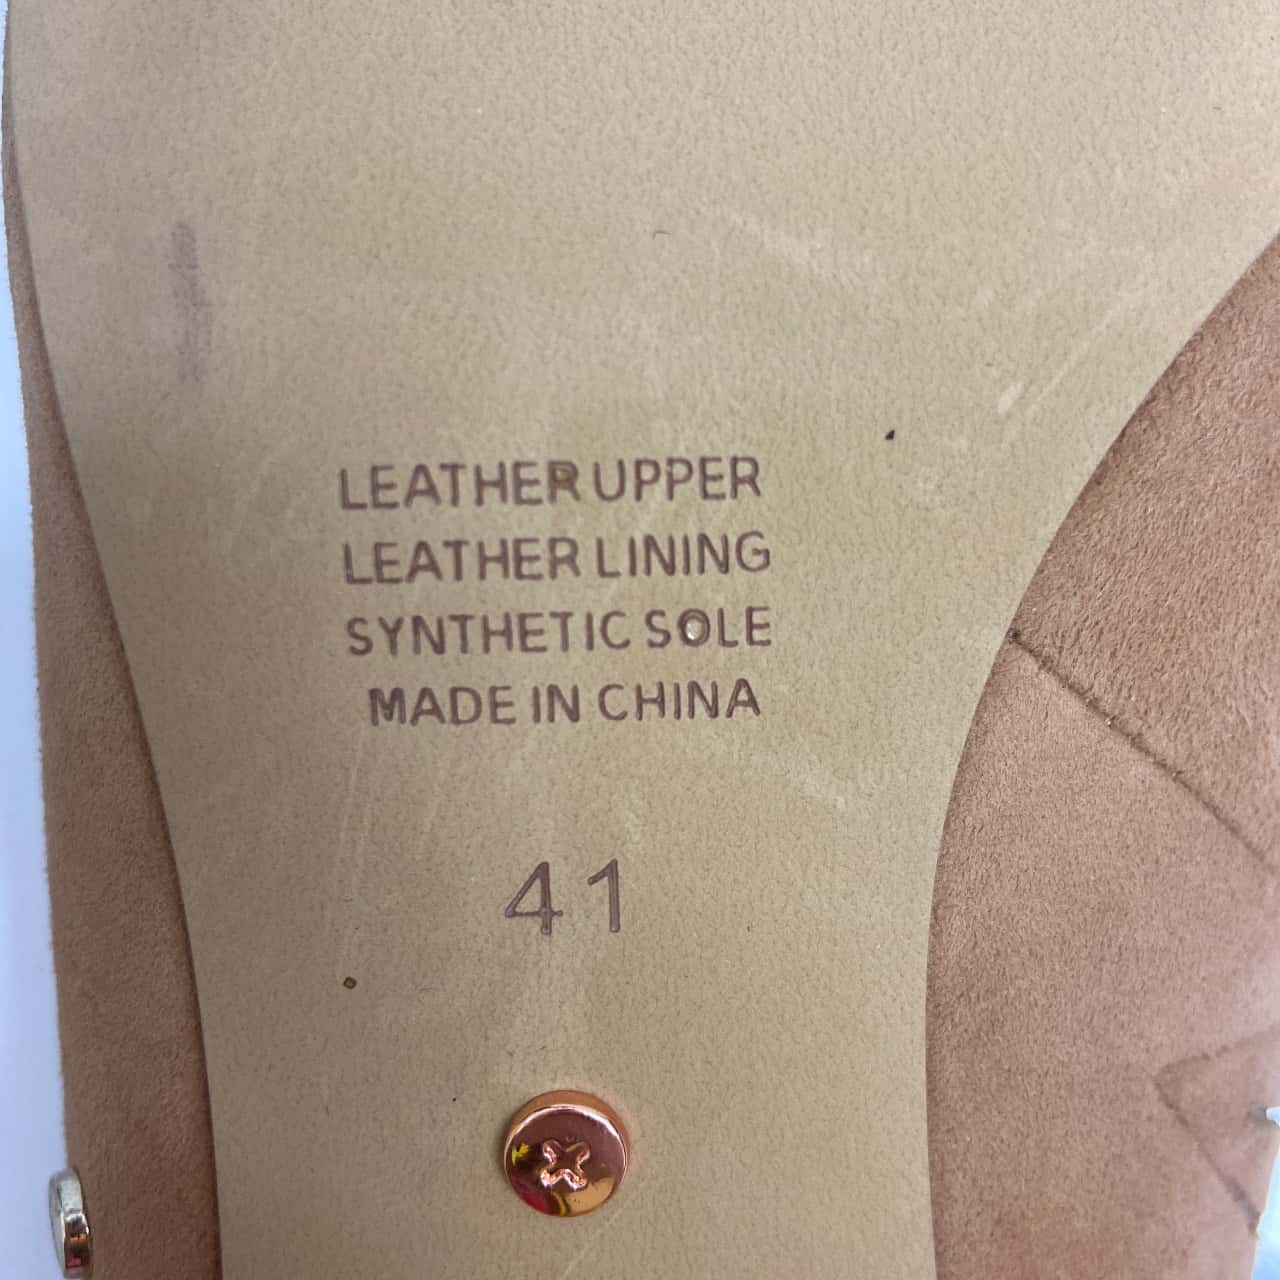 LEATHER UPPER
LEATHER LINING
SYNTHETIC SOLE
MADE IN CHINA
41